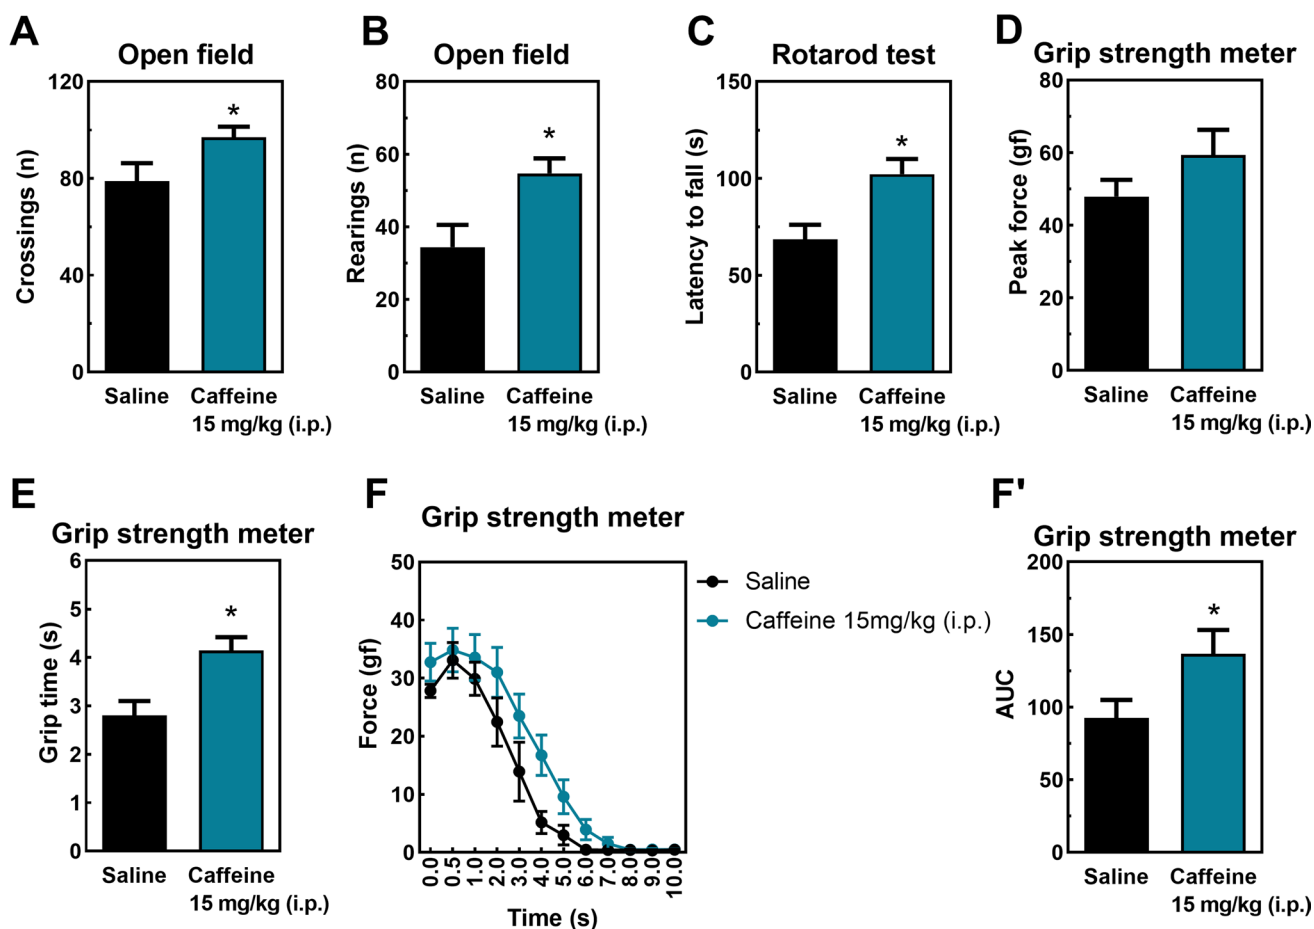 A
Open field
Crossings (n)
120
80
40
0
*
Saline
Caffeine
15 mg/kg (i.p.)
B
Open field
Rearings (n)
80
60
40
20
0
*
Saline
Caffeine
15 mg/kg (i.p.)
C
Rotarod test
Latency to fall (s)
150
100
50
0
*
Saline
Caffeine
15 mg/kg (i.p.)
D
Grip strength meter
Peak force (gf)
80
60
40
20
0
Saline
Caffeine
15 mg/kg (i.p.)
E
Grip strength meter
Grip time (s)
6
5
4
3
2
1
0
*
Saline
Caffeine
15 mg/kg (i.p.)
F
Grip strength meter
Force (gf)
50
40
30
20
10
0
0.0
0.5
1.0
2.0
3.0
4.0
5.0
6.0
7.0
8.0
9.0
10.0
Time (s)
Saline
Caffeine 15mg/kg (i.p.)
F'
Grip strength meter
AUC
200
150
100
50
0
*
Saline
Caffeine
15 mg/kg (i.p.)